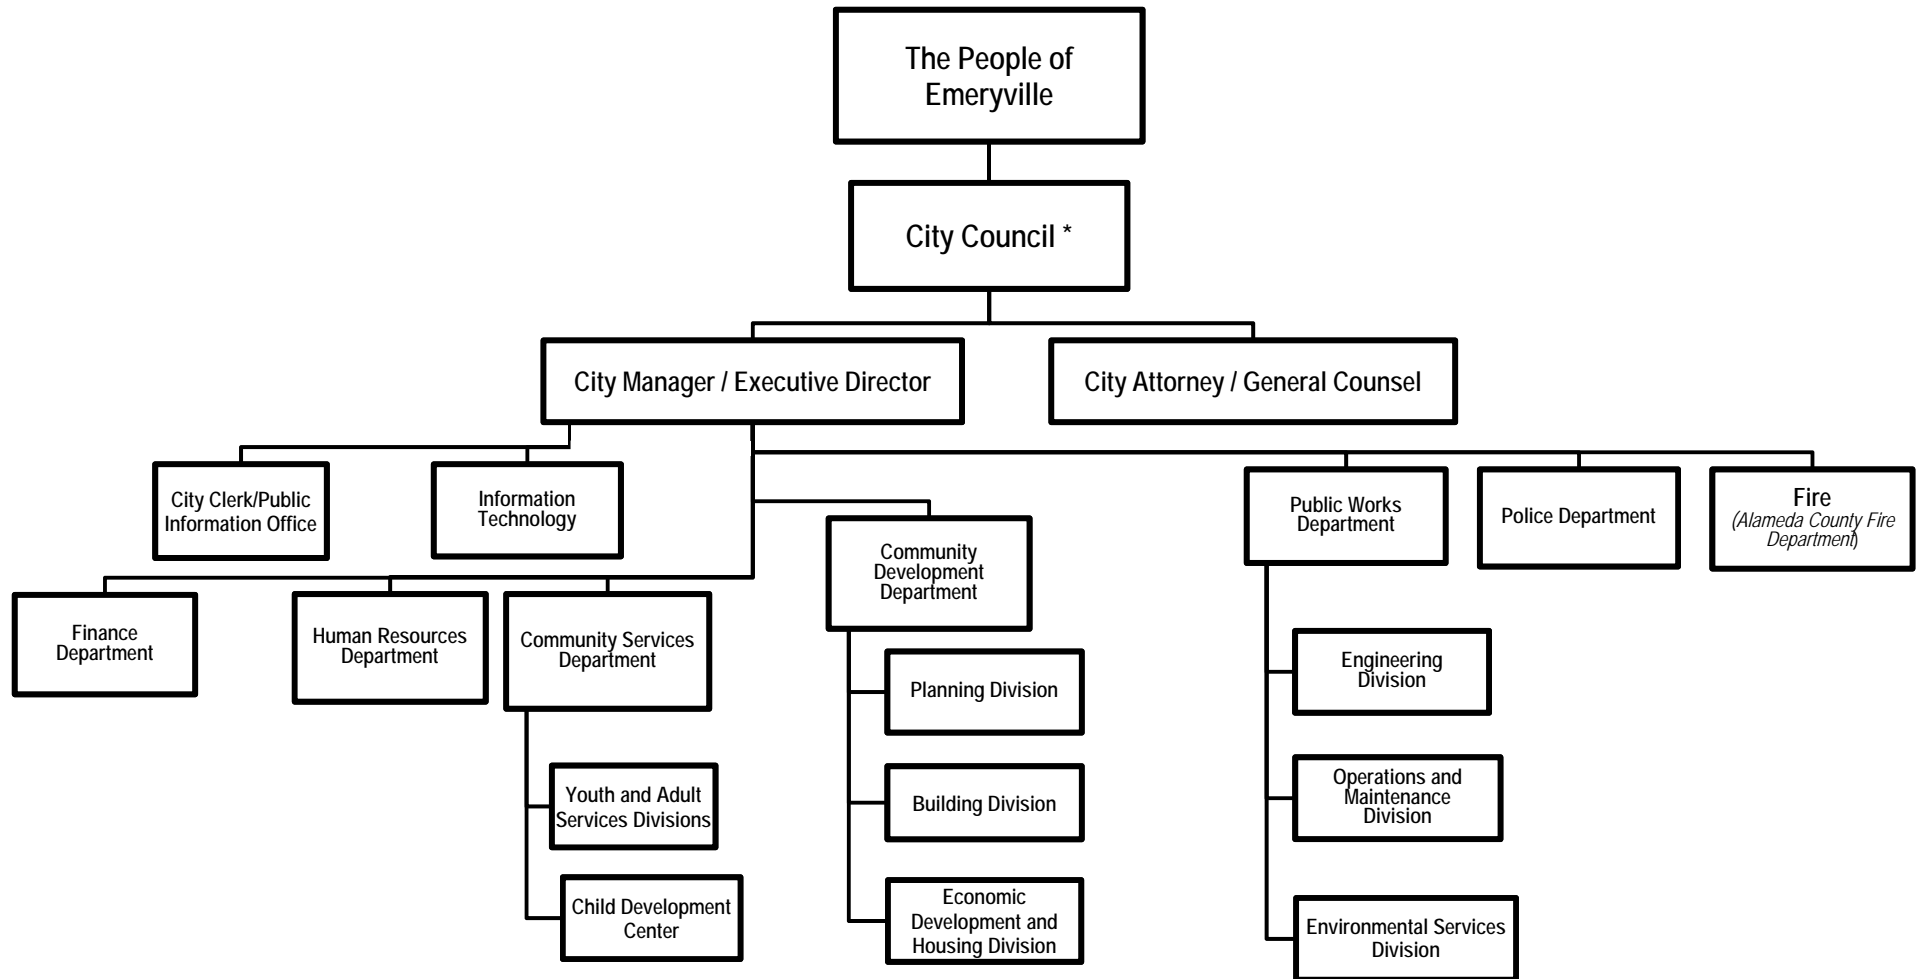 The People of
Emeryville
City Council *
City Manager / Executive Director
City Attorney / General Counsel
City Clerk/Public
Information Office
Information
Technology
Public Works
Department
Police Department
Fire
(Alameda County Fire
Department)
Community
Development
Department
Finance
Department
Human Resources
Department
Community Services
Department
Planning Division
Engineering
Division
Youth and Adult
Services Divisions
Building Division
Operations and
Maintenance
Division
Child Development
Center
Economic
Development and
Housing Division
Environmental Services
Division